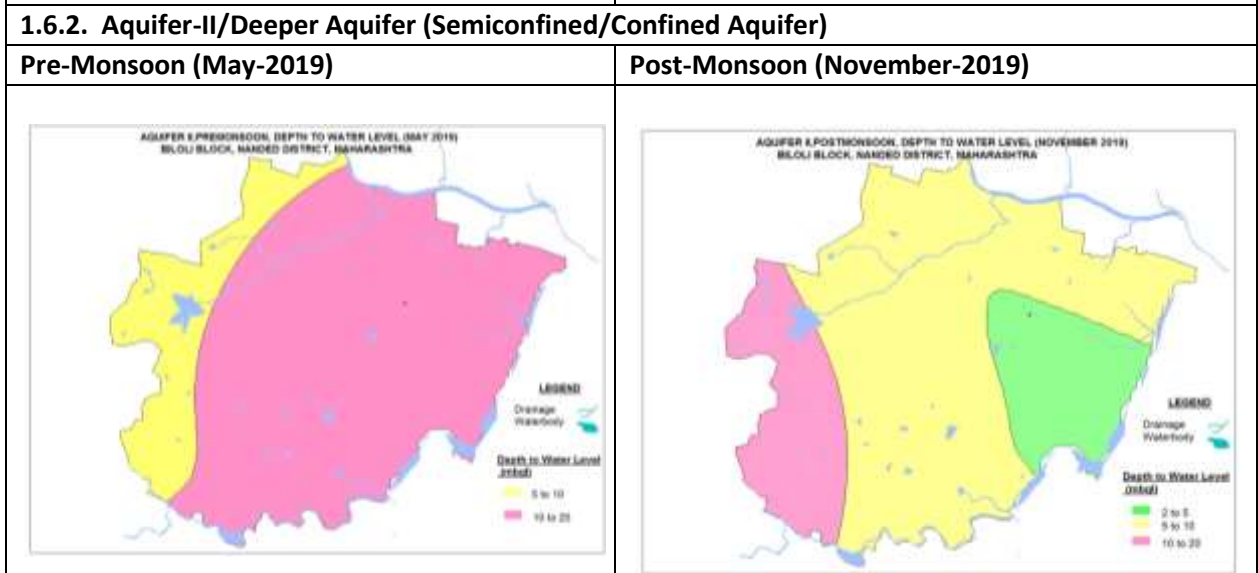 1.6.2. Aquifer-II/Deeper Aquifer (Semiconfined/Confined Aquifer)
Pre-Monsoon (May-2019)
Post-Monsoon (November-2019)
AQUIFER II,PREMONSOON, DEPTH TO WATER LEVEL (MAY 2019)
BILOLI BLOCK, NANDED DISTRICT, MAHARASHTRA
LEGEND
Drainage
Waterbody
Depth to Water Level
(mbgl)
5 to 10
10 to 20
AQUIFER II,POSTMONSOON, DEPTH TO WATER LEVEL (NOVEMBER 2019)
BILOLI BLOCK, NANDED DISTRICT, MAHARASHTRA
LEGEND
Drainage
Waterbody
Depth to Water Level
(mbgl)
2 to 5
5 to 10
10 to 20